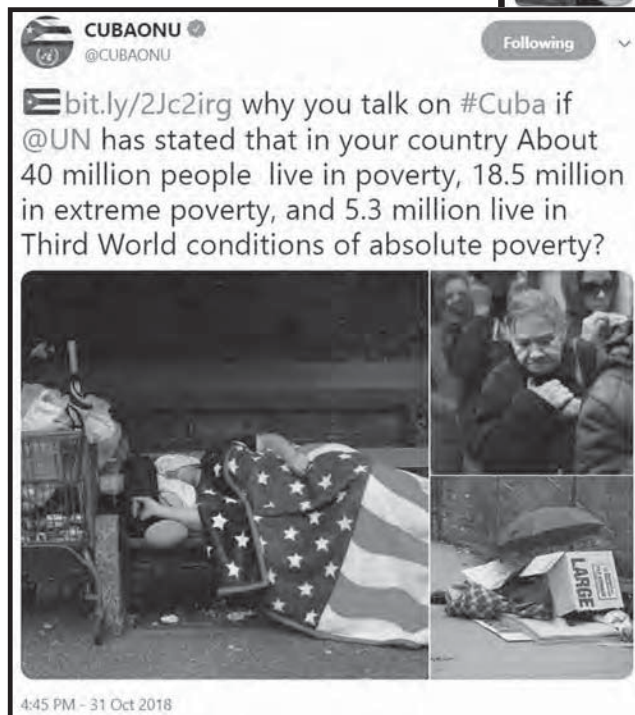 CUBAONU
@CUBAONU
Following
bit.ly/2Jc2irg why you talk on #Cuba if
@UN has stated that in your country About
40 million people live in poverty, 18.5 million
in extreme poverty, and 5.3 million live in
Third World conditions of absolute poverty?
LARGE
4:45 PM - 31 Oct 2018